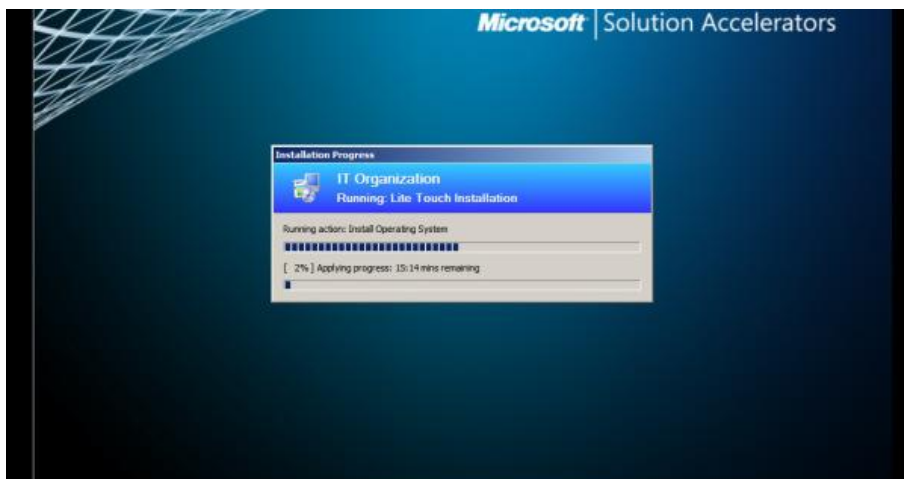 Microsoft Solution Accelerators
Installation Progress
IT Organization
Running: Lite Touch Installation
Running action: Install Operating System
[ 2% ] Applying progress: 15:14 mins remaining